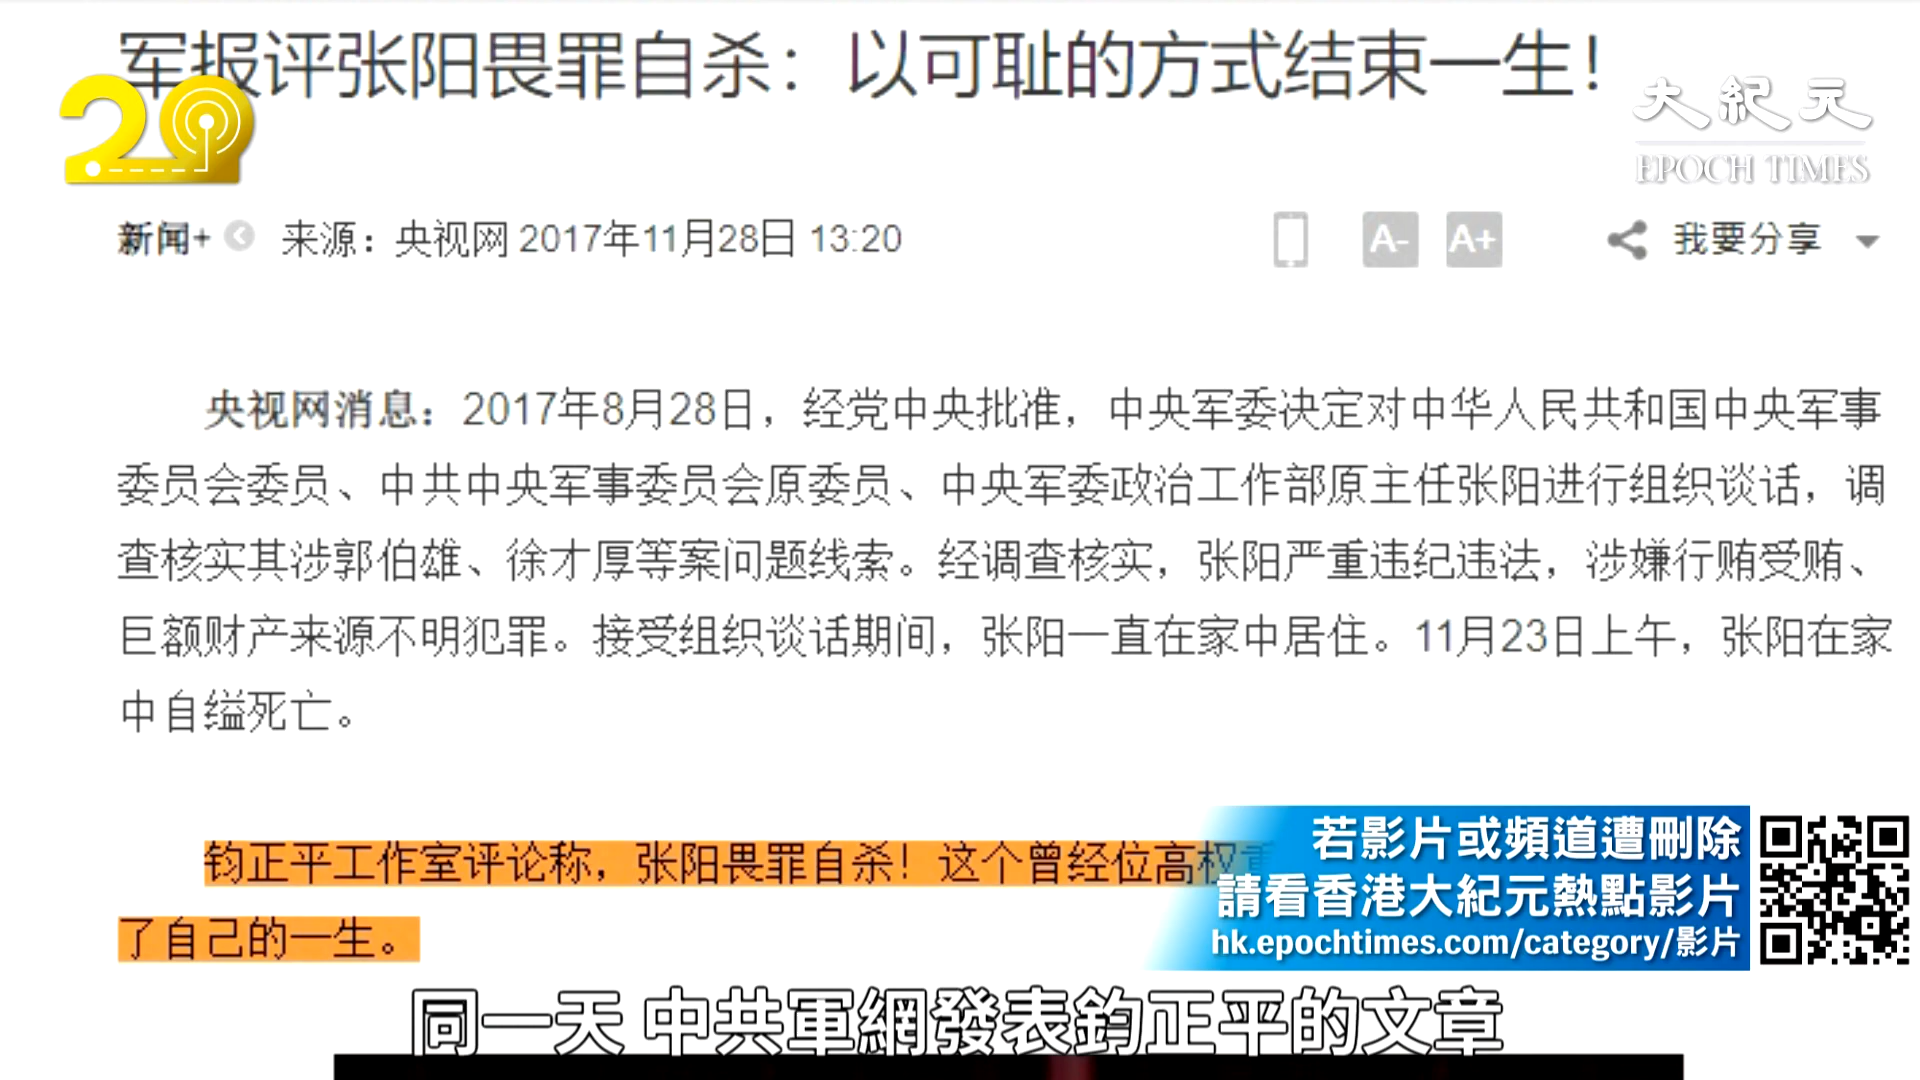 军报评张阳畏罪自杀：以可耻的方式结束一生！
20
大紀元
EPOCH TIMES
新闻+ 来源：央视网 2017年11月28日 13:20
A- A+ 我要分享
央视网消息：2017年8月28日，经党中央批准，中央军委决定对中华人民共和国中央军事
委员会委员、中共中央军事委员会原委员、中央军委政治工作部原主任张阳进行组织谈话，调
查核实其涉郭伯雄、徐才厚等案问题线索。经调查核实，张阳严重违纪违法，涉嫌行贿受贿、
巨额财产来源不明犯罪。接受组织谈话期间，张阳一直在家中居住。11月23日上午，张阳在家
中自缢死亡。
钧正平工作室评论称，张阳畏罪自杀！这个曾经位高权
了自己的一生。
若影片或頻道遭刪除
請看香港大紀元熱點影片
hk.epochtimes.com/category/影片
同一天 中共軍網發表鈞正平的文章